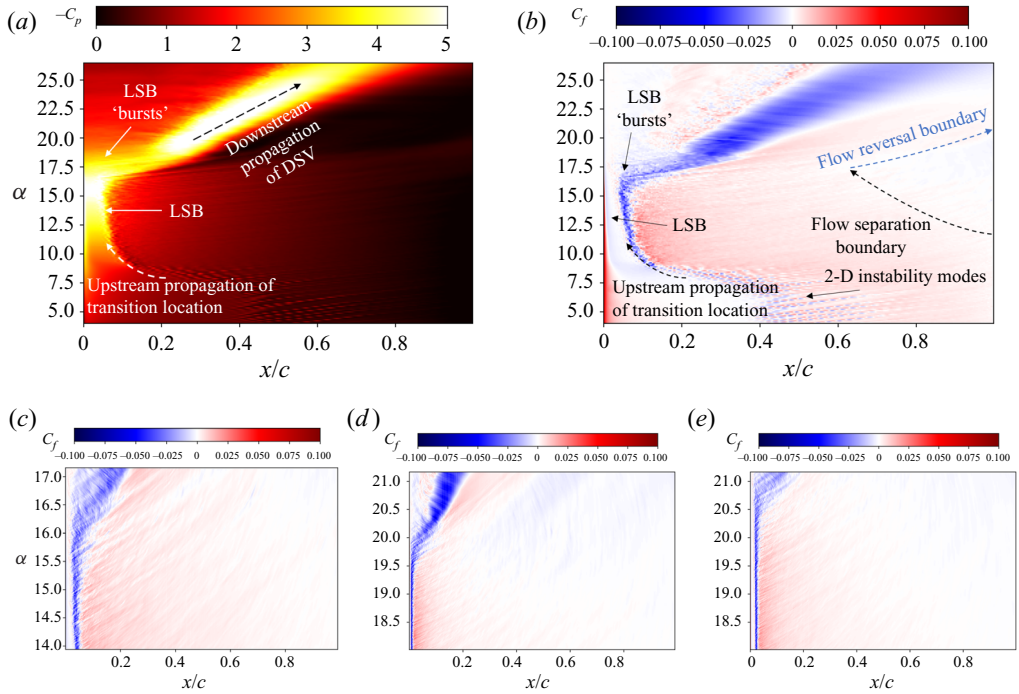 (a)
−Cp
0 1 2 3 4 5
25.0
22.5
20.0
17.5
α
15.0
12.5
10.0
7.5
5.0
LSB
‘bursts’
Downstream
propagation
of DSV
LSB
Upstream propagation of
transition location
0 0.2 0.4 0.6 0.8
x/c
(b)
Cf
−0.100 −0.075 −0.050 −0.025 0 0.025 0.050 0.075 0.100
25.0
22.5
20.0
17.5
15.0
12.5
10.0
7.5
5.0
LSB
‘bursts’
Flow reversal boundary
LSB
Flow separation
boundary
2-D instability modes
Upstream propagation
of transition location
0 0.2 0.4 0.6 0.8
x/c
(c)
Cf
−0.100 −0.075 −0.050 −0.025 0 0.025 0.050 0.075 0.100
17.0
16.5
16.0
α
15.5
15.0
14.5
14.0
0.2 0.4 0.6 0.8
x/c
(d)
Cf
−0.100 −0.075 −0.050 −0.025 0 0.025 0.050 0.075 0.100
21.0
20.5
20.0
19.5
19.0
18.5
0.2 0.4 0.6 0.8
x/c
(e)
Cf
−0.100 −0.075 −0.050 −0.025 0 0.025 0.050 0.075 0.100
21.0
20.5
20.0
19.5
19.0
18.5
0 0.2 0.4 0.6 0.8
x/c